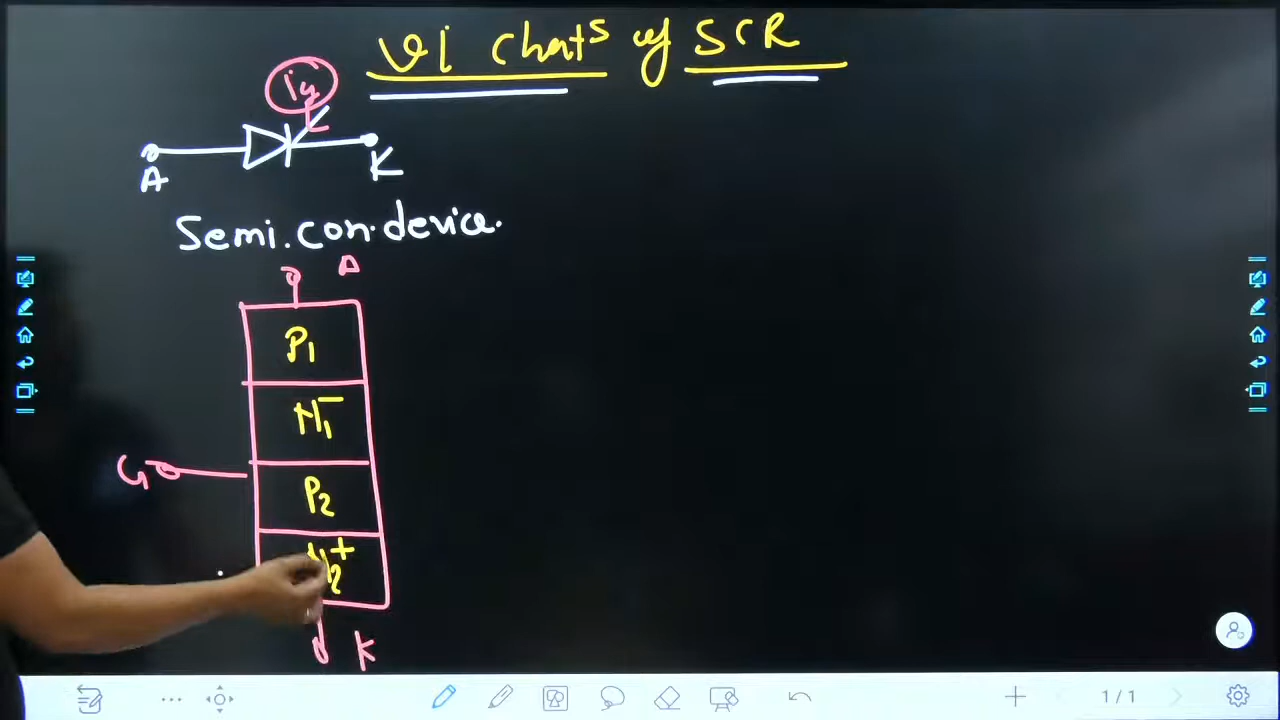 VI Chats of SCR
ig
A
K
Semi.con.device.
A
P1
N1-
G
P2
N2+
K
1/1